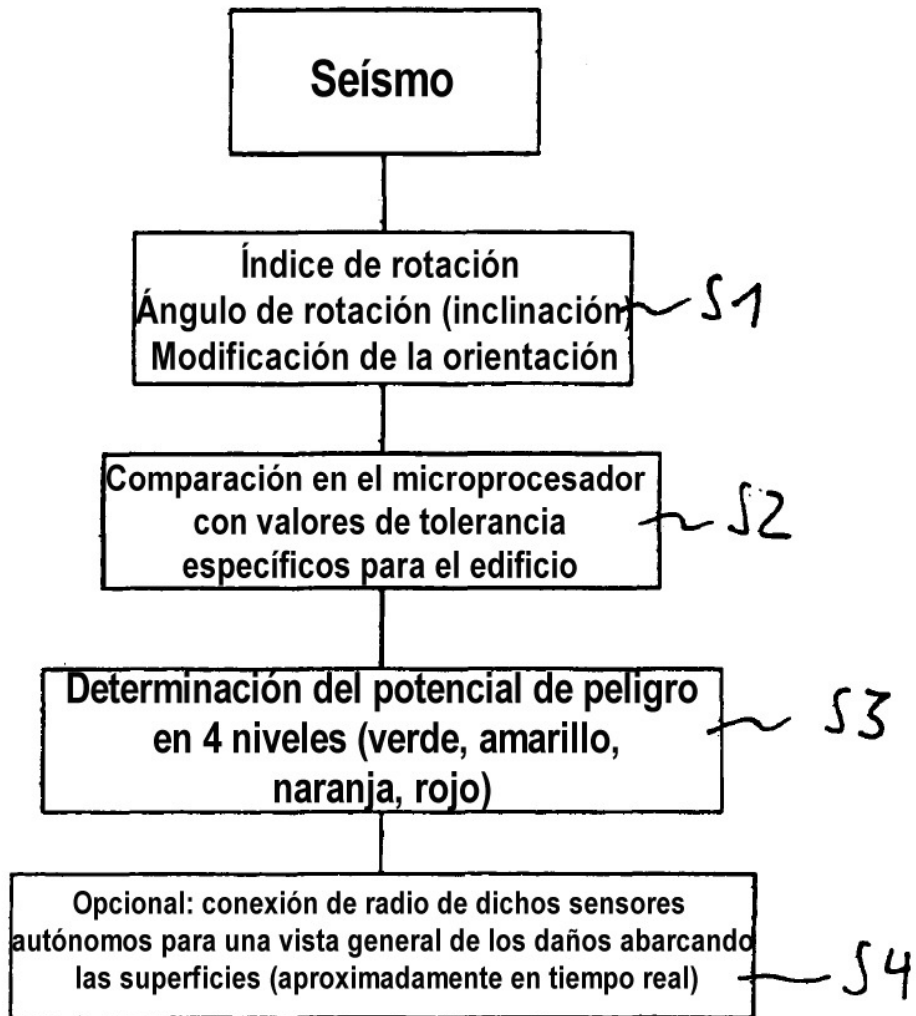 Seísmo
Índice de rotación
Ángulo de rotación (inclinación)
Modificación de la orientación
S1
Comparación en el microprocesador
con valores de tolerancia
específicos para el edificio
S2
Determinación del potencial de peligro
en 4 niveles (verde, amarillo,
naranja, rojo)
S3
Opcional: conexión de radio de dichos sensores
autónomos para una vista general de los daños abarcando
las superficies (aproximadamente en tiempo real)
S4